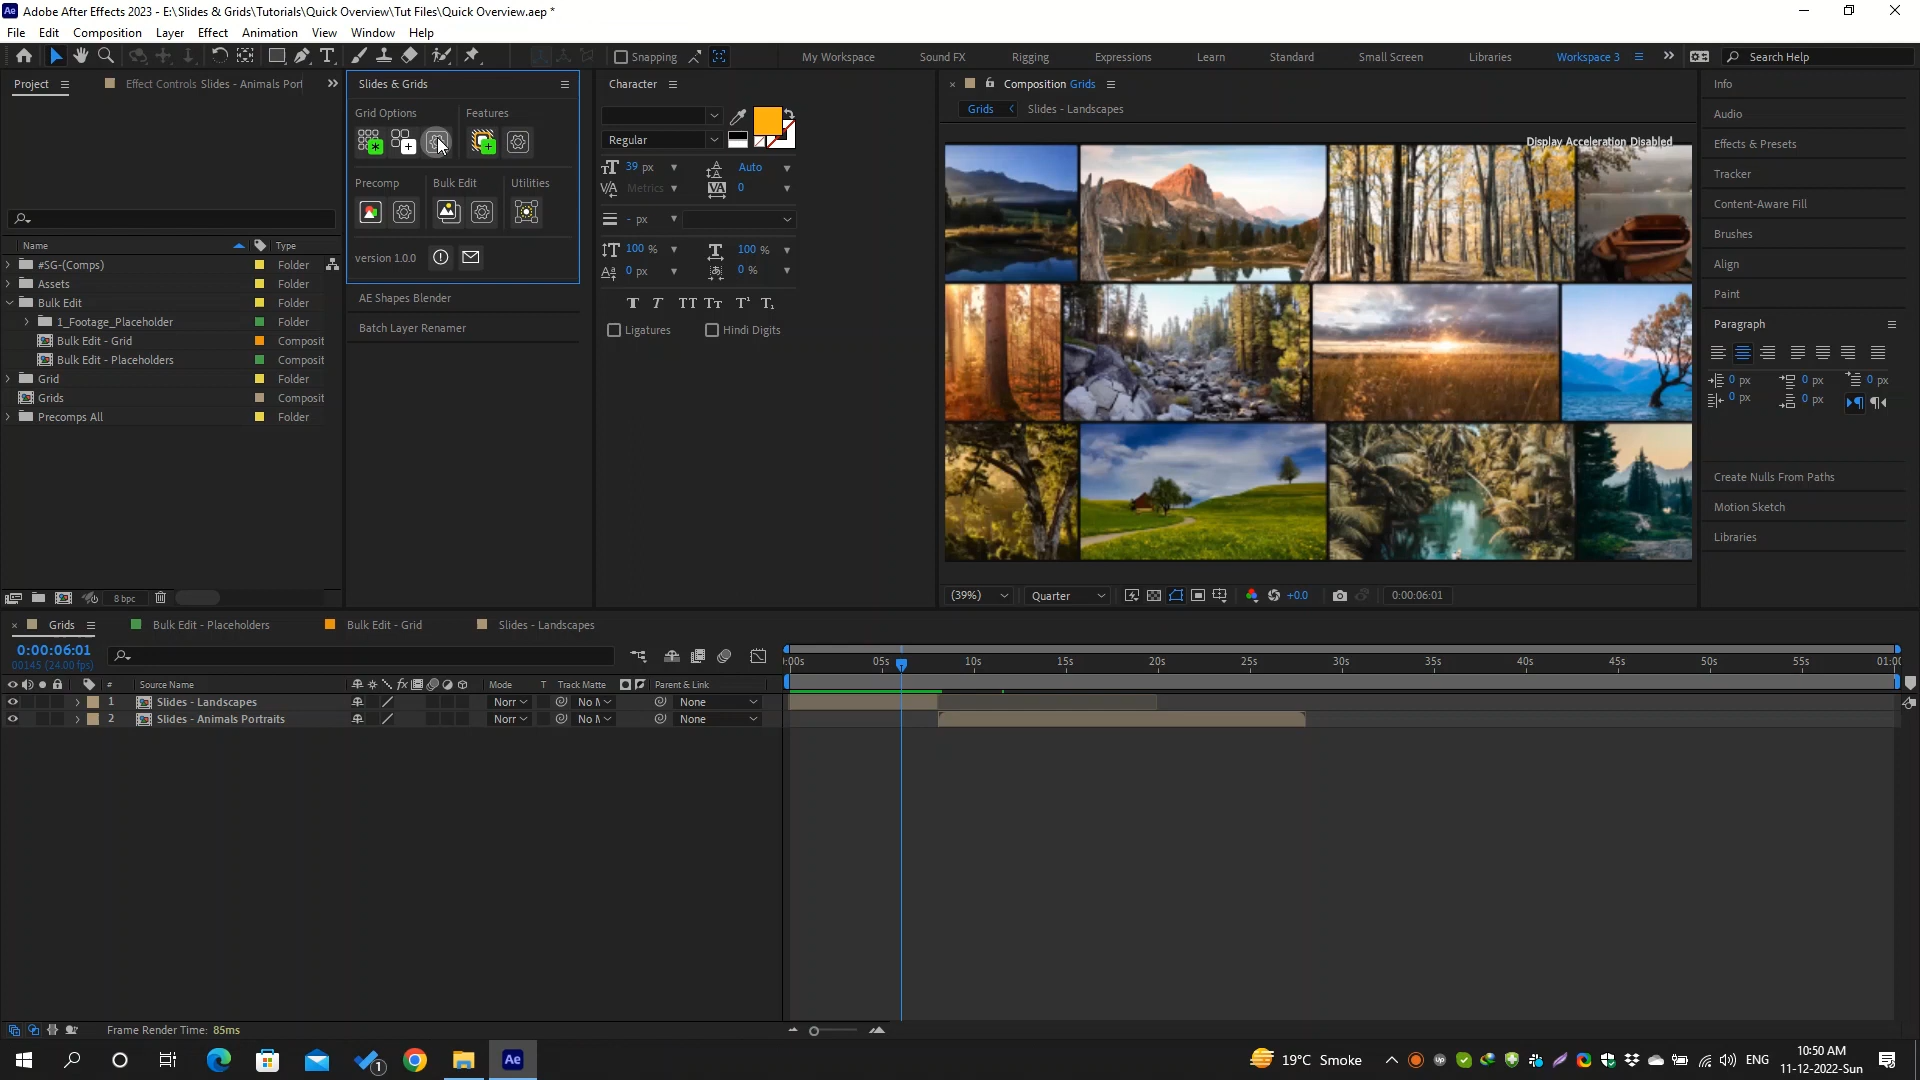 Adobe After Effects 2023 - E:\Slides & Grids\Tutorials\Quick Overview\Tut Files\Quick Overview.aep *
File Edit Composition Layer Effect Animation View Window Help
Snapping
My Workspace Sound FX Rigging Expressions Learn Standard Small Screen Libraries Workspace 3 Search Help
Project Effect Controls Slides - Animals Port
Slides & Grids
Character
Composition Grids
Info
Grids Slides - Landscapes
Grid Options Features
Audio
Regular
Display Acceleration Disabled
Effects & Presets
39 px Auto
Tracker
Metrics 0
Precomp Bulk Edit Utilities
Content-Aware Fill
- px
Brushes
Name Type
100 % 100 %
version 1.0.0
#SG-(Comps) Folder
Align
0 px 0 %
Assets Folder
Paint
Bulk Edit Folder
AE Shapes Blender
T T TT Tt T¹ T₁
1_Footage_Placeholder Folder
Batch Layer Renamer
Ligatures Hindi Digits
Paragraph
Bulk Edit - Grid Composit
Bulk Edit - Placeholders Composit
Grid Folder
0 px 0 px 0 px
Grids Composit
0 px 0 px
Precomps All Folder
Create Nulls From Paths
Motion Sketch
Libraries
8 bpc
(39%) Quarter +0.0 0:00:06:01
Grids Bulk Edit - Placeholders Bulk Edit - Grid Slides - Landscapes
0:00:06:01
00145 (24.00 fps)
:00s 05s 10s 15s 20s 25s 30s 35s 40s 45s 50s 55s 01:0
# Source Name fx Mode T Track Matte Parent & Link
1 Slides - Landscapes Norr No M None
2 Slides - Animals Portraits Norr No M None
Frame Render Time: 85ms
Ae
1
19°C Smoke
ENG
10:50 AM
11-12-2022-Sun